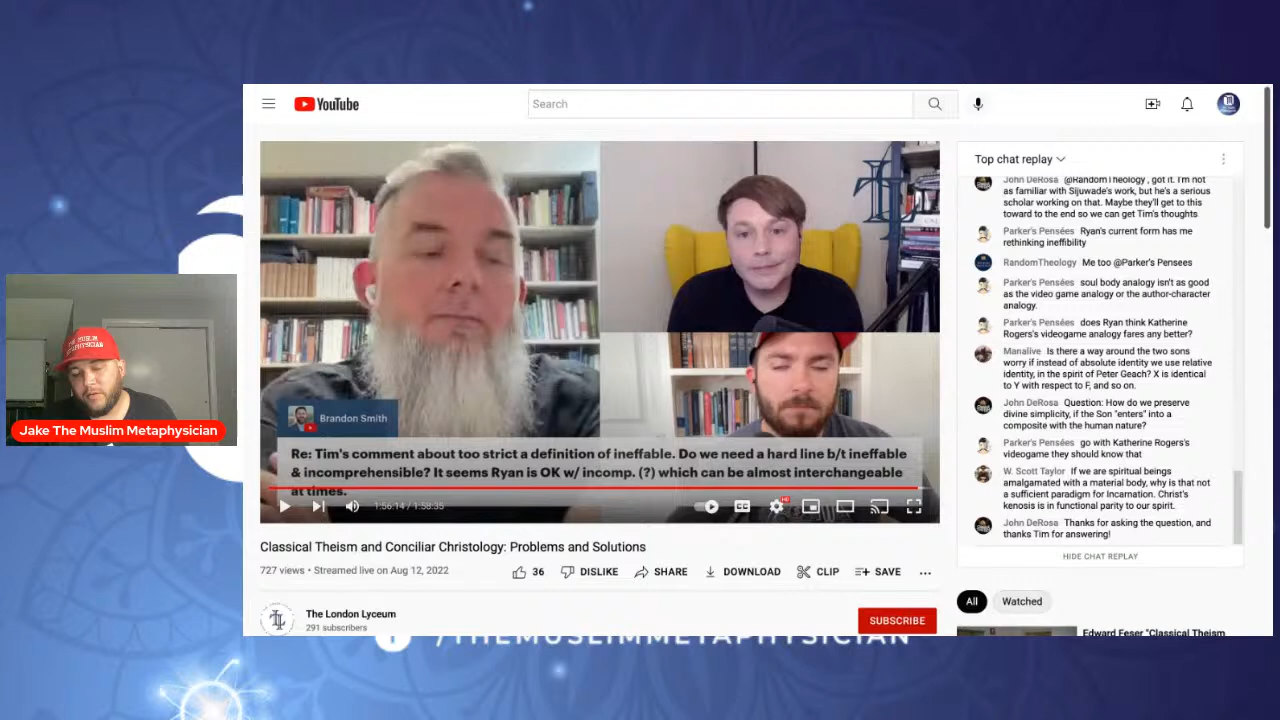 YouTube
Search
Top chat replay
John DeRosa @RandomTheology , got it. I'm not
as familiar with Sijuwade's work, but he's a serious
scholar working on that. Maybe they'll get to this
toward to the end so we can get Tim's thoughts
Parker's Pensées Ryan's current form has me
rethinking ineffibility
RandomTheology Me too @Parker's Pensees
Parker's Pensées soul body analogy isn't as good
as the video game analogy or the author-character
anaogy.
Parker's Pensées does Ryan think Katherine
Rogers's videogame analogy fares any better?
Manalive Is there a way around the two sons
worry if instead of absolute identity we use relative
identity, in the spirit of Peter Geach? X is identical
to Y with respect to F, and so on.
John DeRosa Question: How do we preserve
divine simplicity, if the Son "enters" into a
composite with the human nature?
Parker's Pensées go with Katherine Rogers's
videogame they should know that
W. Scott Taylor If we are spiritual beings
amalgamated with a material body, why is that not
a sufficient paradigm for Incarnation. Christ's
kenosis is in functional parity to our spirit.
John DeRosa Thanks for asking the question, and
thanks Tim for answering!
HIDE CHAT REPLAY
Brandon Smith
Re: Tim's comment about too strict a definition of ineffable. Do we need a hard line b/t ineffable
& incomprehensible? It seems Ryan is OK w/ incomp. (?) which can be almost interchangeable
at times.
1:56:14 / 1:58:35
CC
HD
Classical Theism and Conciliar Christology: Problems and Solutions
727 views • Streamed live on Aug 12, 2022
36
DISLIKE
SHARE
DOWNLOAD
CLIP
SAVE
The London Lyceum
291 subscribers
SUBSCRIBE
All
Watched
Edward Feser "Classical Theism
Jake The Muslim Metaphysician
/THEMUSLIMMETAPHYSICIAN